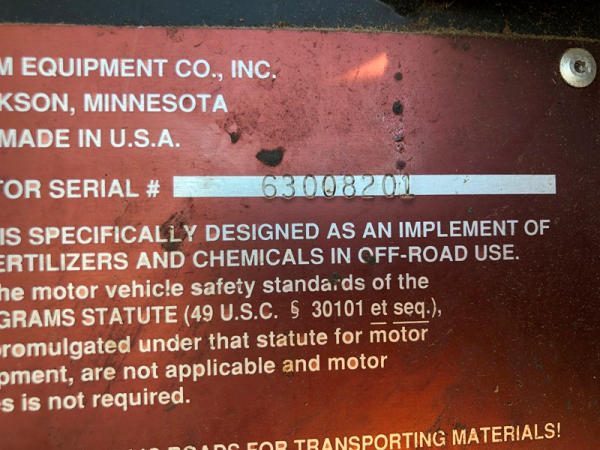 M EQUIPMENT CO., INC.
KSON, MINNESOTA
MADE IN U.S.A.
TOR SERIAL # 63008201
IS SPECIFICALLY DESIGNED AS AN IMPLEMENT OF
ERTILIZERS AND CHEMICALS IN OFF-ROAD USE.
he motor vehicle safety standards of the
GRAMS STATUTE (49 U.S.C. § 30101 et seq.),
promulgated under that statute for motor
pment, are not applicable and motor
es is not required.
ROADS FOR TRANSPORTING MATERIALS!